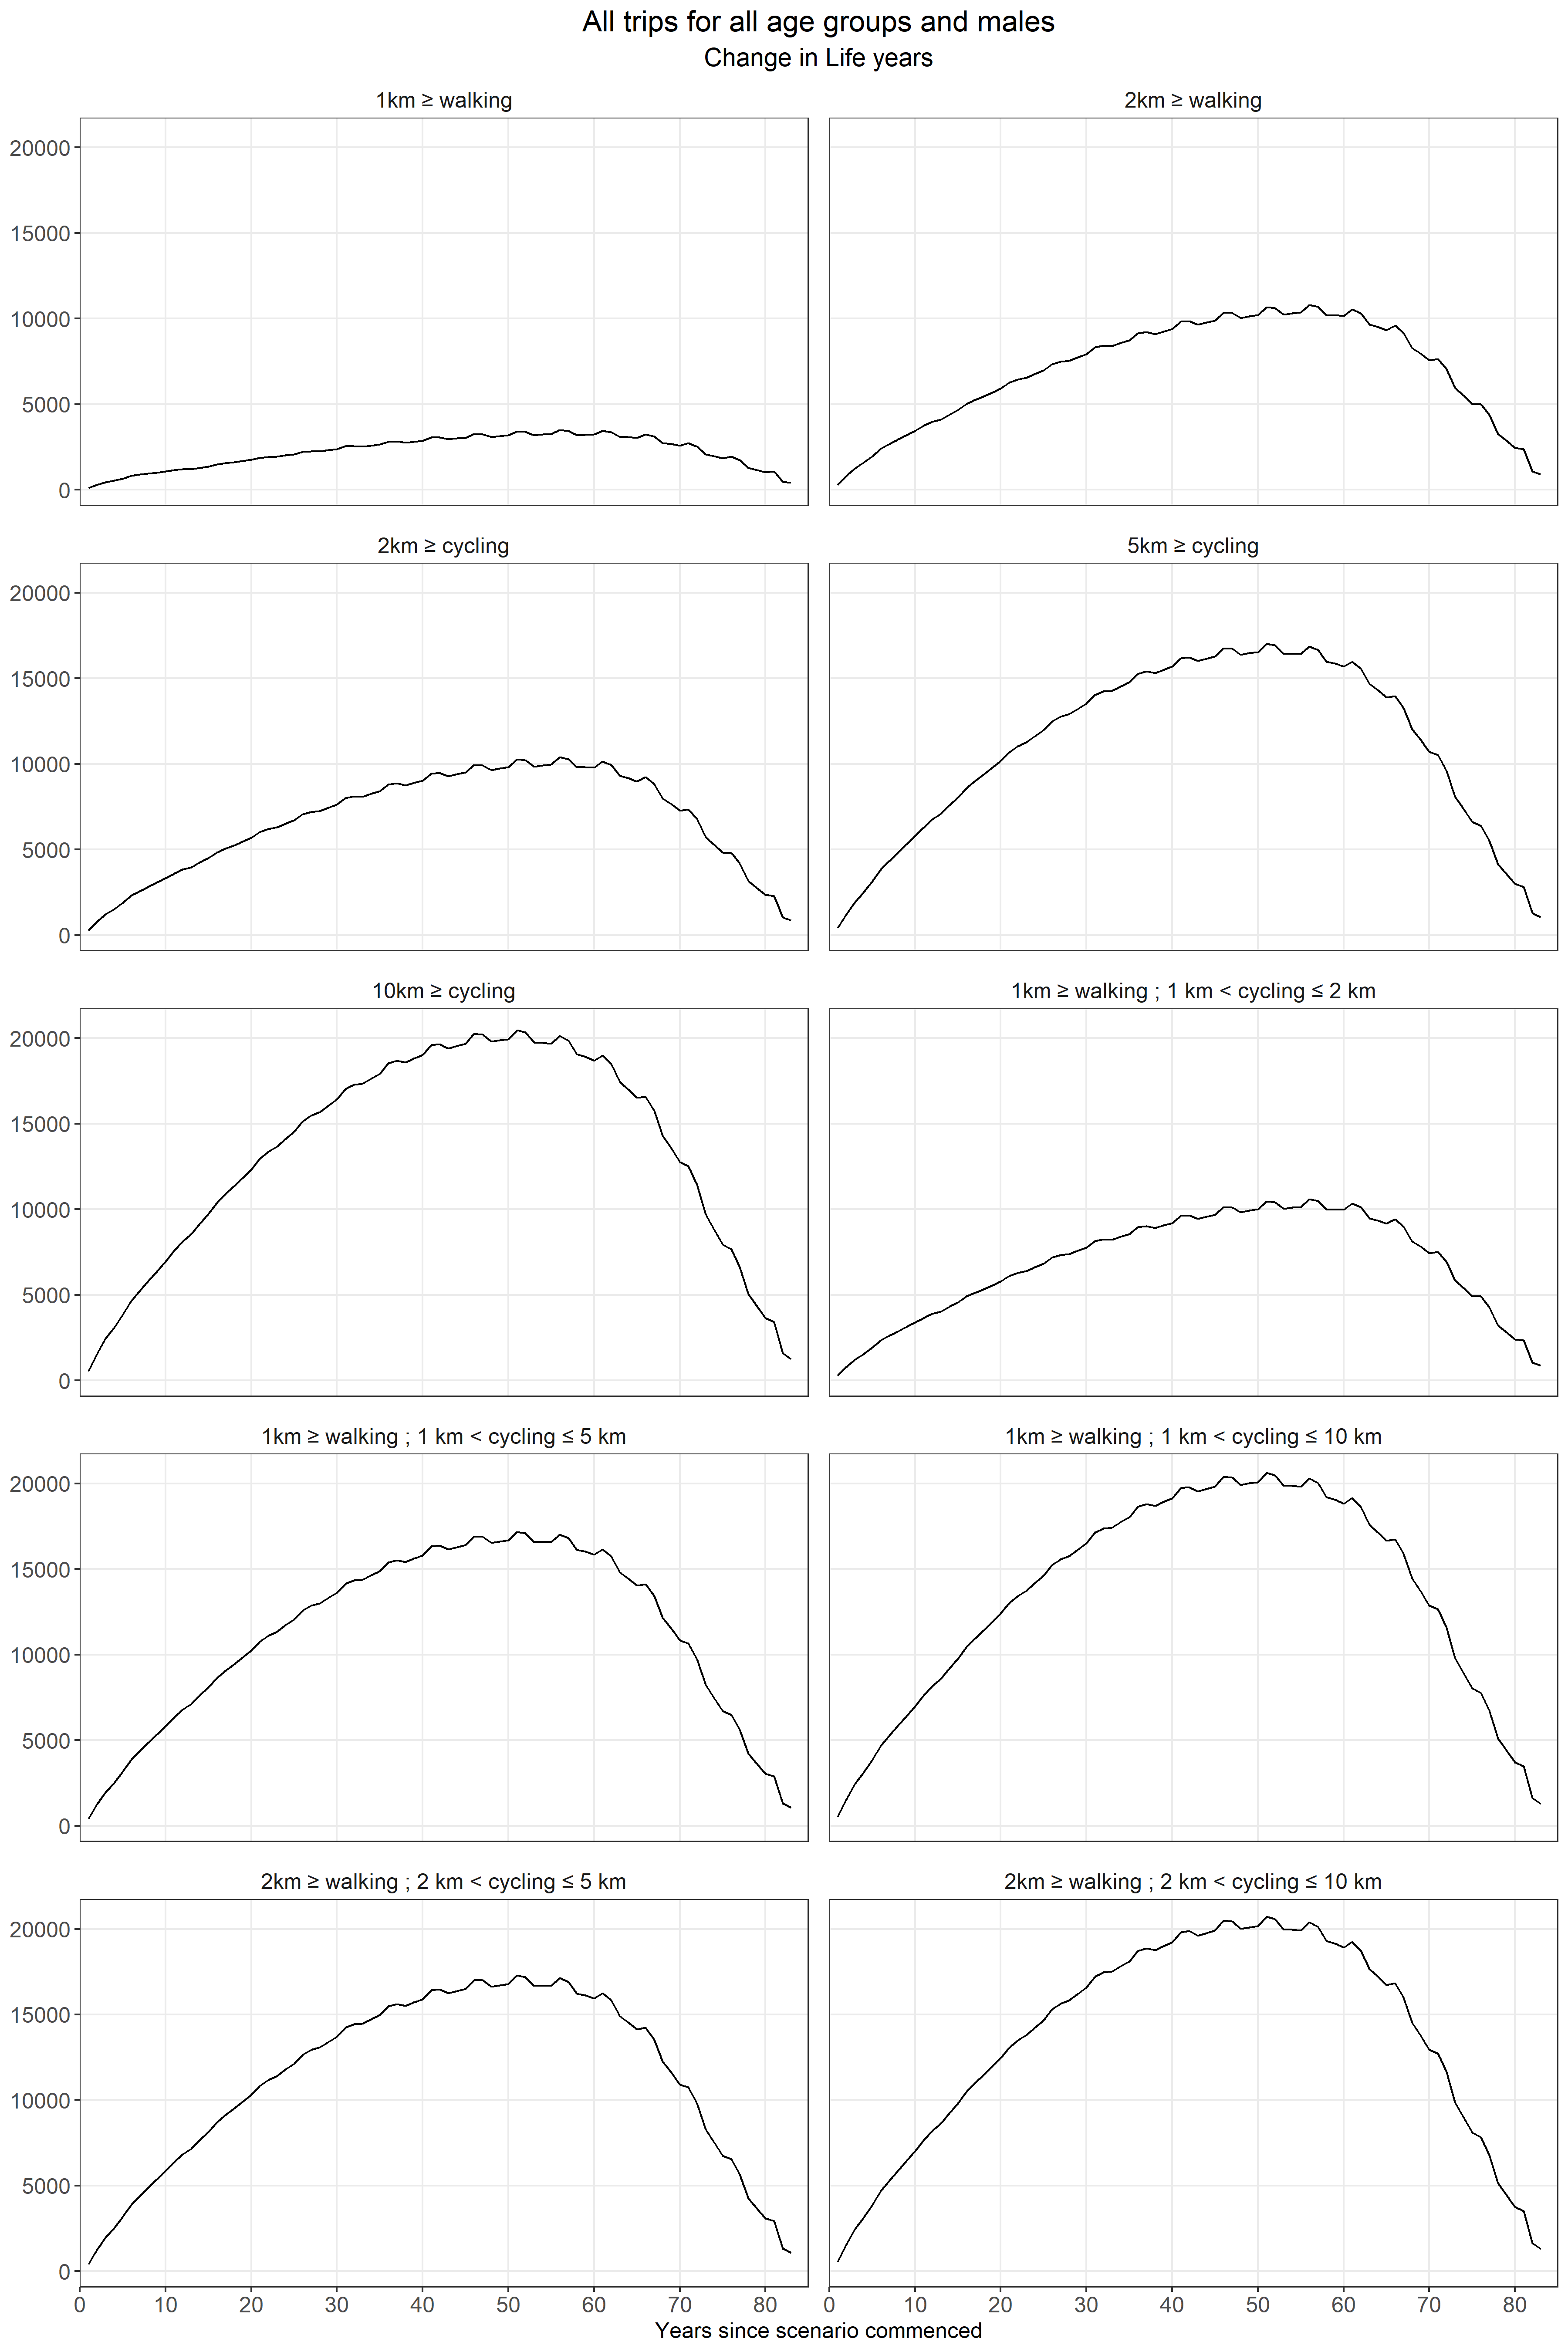 All trips for all age groups and males
Change in Life years
1km ≥ walking
2km ≥ walking
20000
15000
10000
5000
0
2km ≥ cycling
5km ≥ cycling
20000
15000
10000
5000
0
10km ≥ cycling
1km ≥ walking ; 1 km < cycling ≤ 2 km
20000
15000
10000
5000
0
1km ≥ walking ; 1 km < cycling ≤ 5 km
1km ≥ walking ; 1 km < cycling ≤ 10 km
20000
15000
10000
5000
0
2km ≥ walking ; 2 km < cycling ≤ 5 km
2km ≥ walking ; 2 km < cycling ≤ 10 km
20000
15000
10000
5000
0
0 10 20 30 40 50 60 70 80
0 10 20 30 40 50 60 70 80
Years since scenario commenced